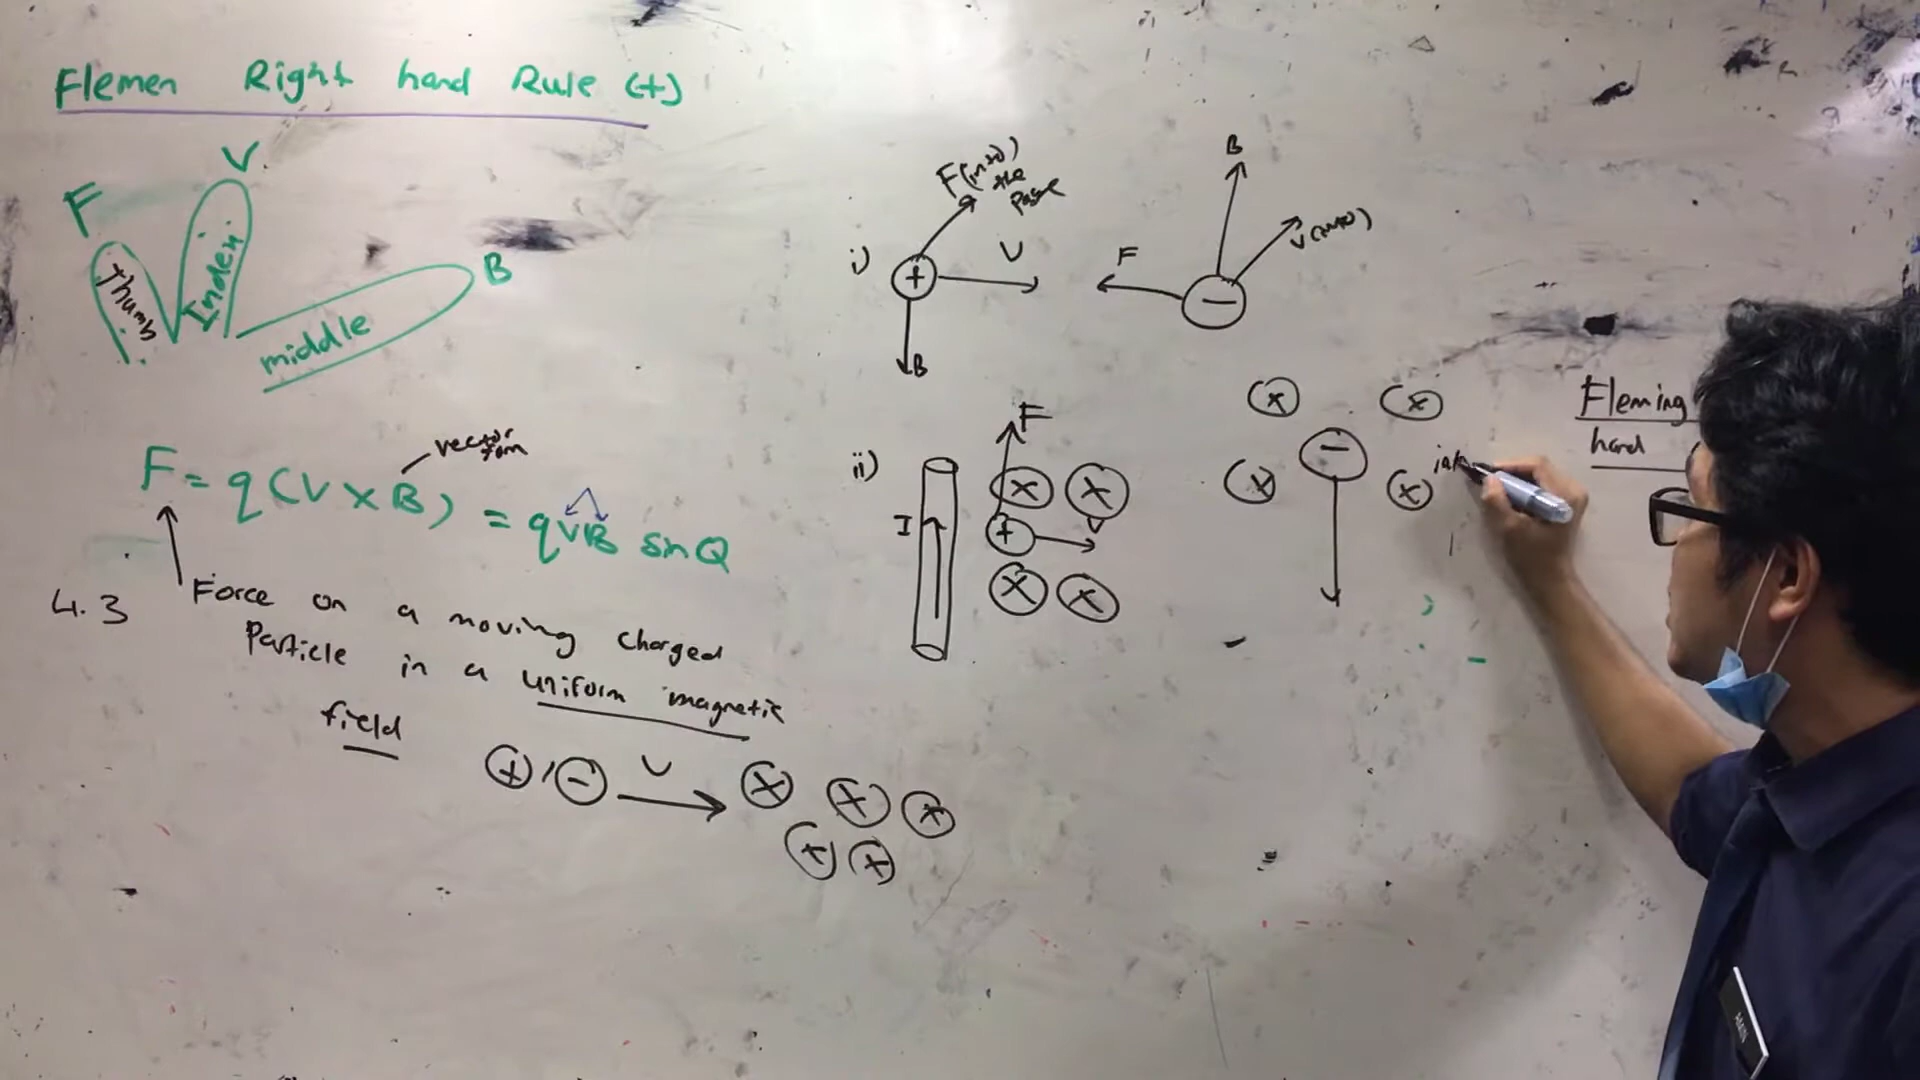 Flemen Right hand Rule (+)
F
V
B
Thumb
Index
middle
F = q(V x B) = qVB sinQ
vector form
4.3 Force on a moving charged
Particle in a uniform magnetic
field
+ , -
V
x x x
+ +
i)
F(into)
the
page
+
V
B
B
V(into)
F
-
ii)
I
F
x x
+
V
x x
x x
-
x x
Fleming
hand